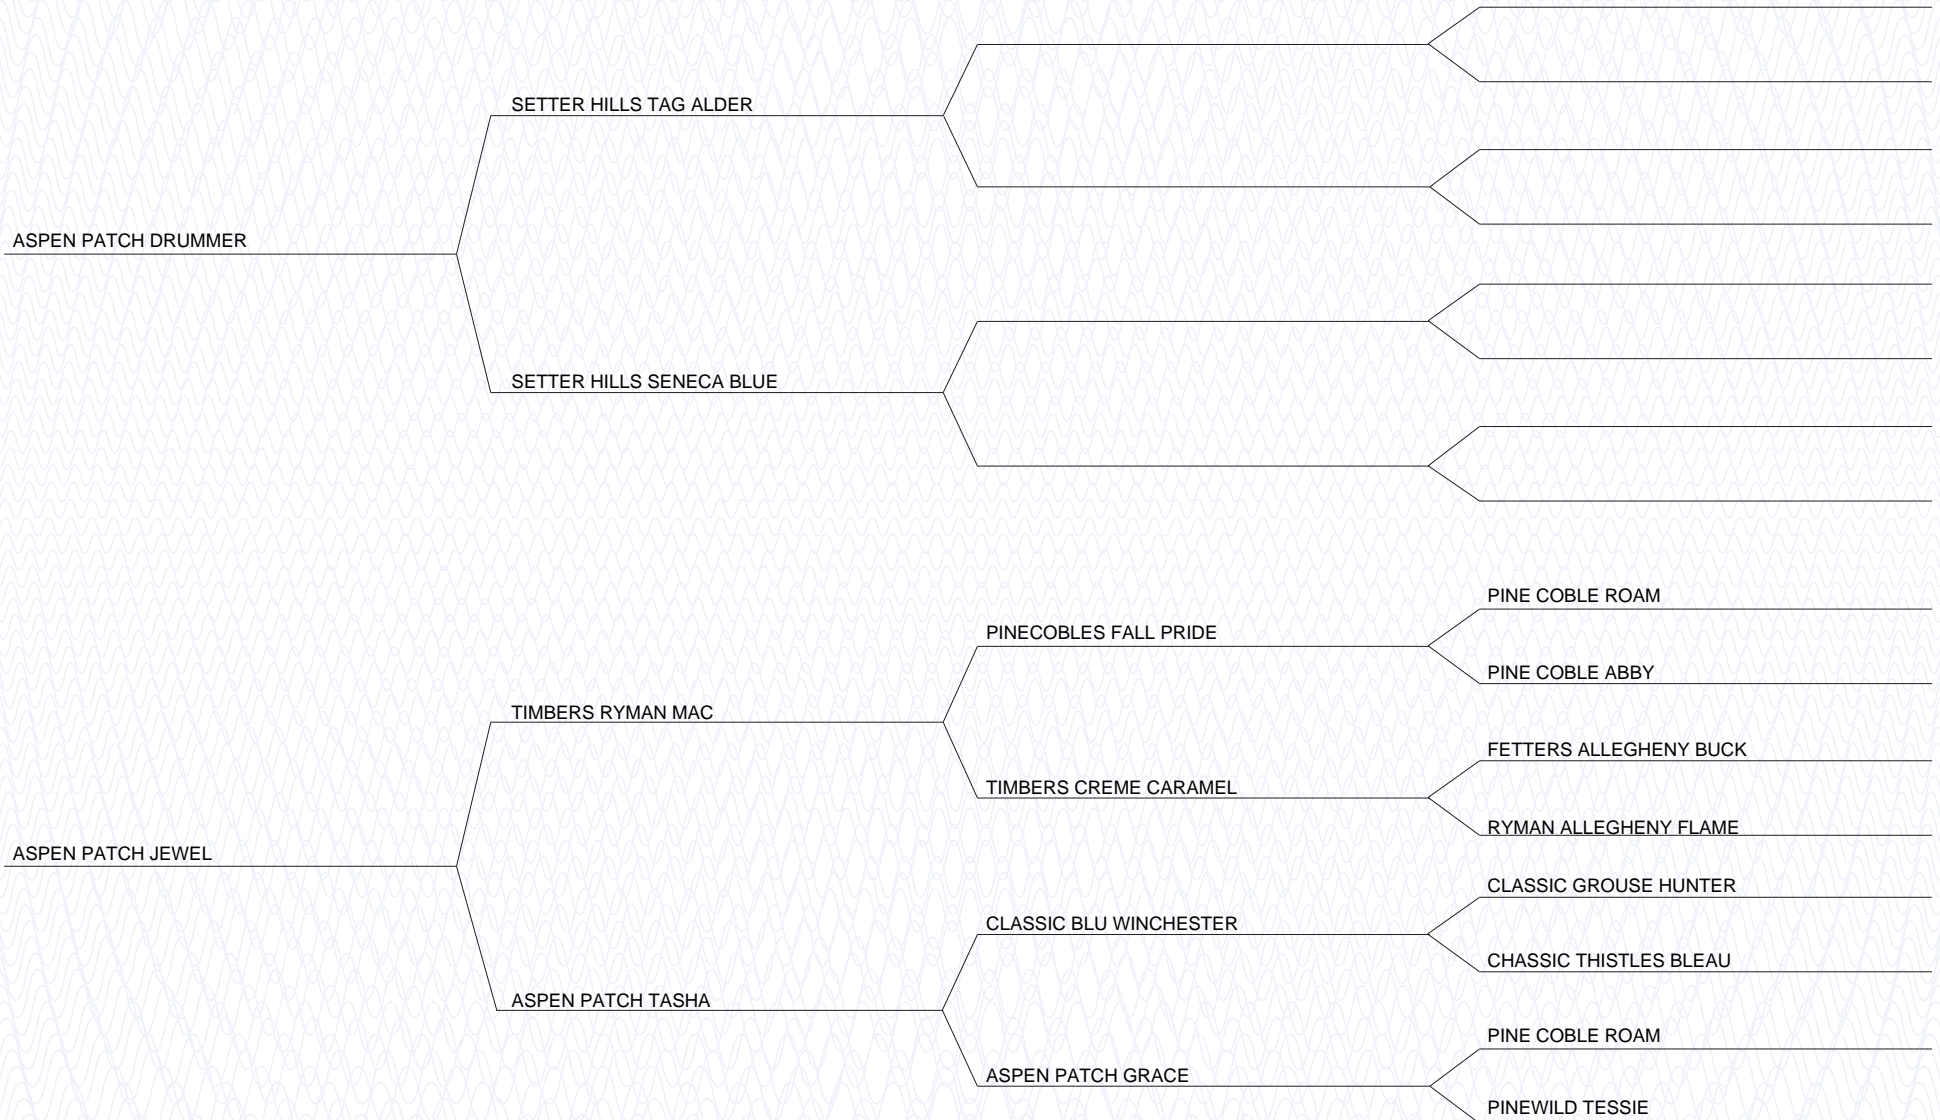 SETTER HILLS TAG ALDER
ASPEN PATCH DRUMMER
SETTER HILLS SENECA BLUE
PINE COBLE ROAM
PINECOBLES FALL PRIDE
PINE COBLE ABBY
TIMBERS RYMAN MAC
FETTERS ALLEGHENY BUCK
TIMBERS CREME CARAMEL
RYMAN ALLEGHENY FLAME
ASPEN PATCH JEWEL
CLASSIC GROUSE HUNTER
CLASSIC BLU WINCHESTER
CHASSIC THISTLES BLEAU
ASPEN PATCH TASHA
PINE COBLE ROAM
ASPEN PATCH GRACE
PINEWILD TESSIE